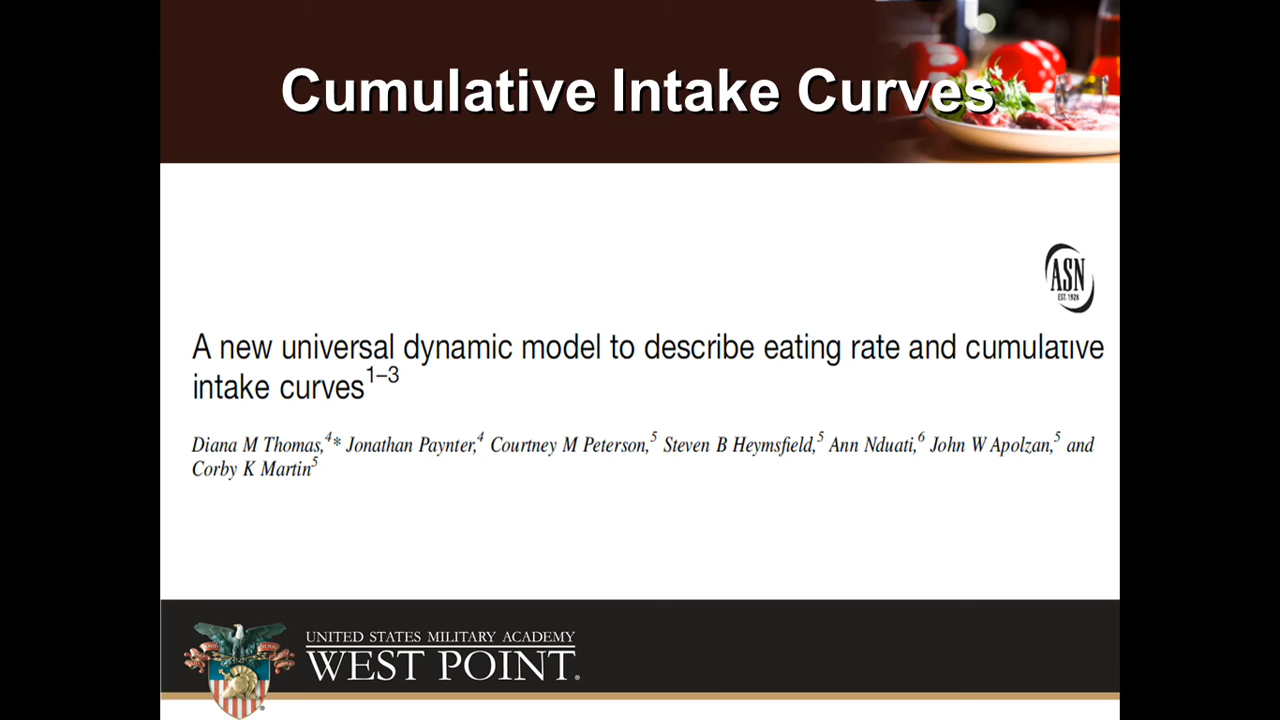 Cumulative Intake Curves
ASN
EST. 1928
A new universal dynamic model to describe eating rate and cumulative
intake curves1–3
Diana M Thomas,4* Jonathan Paynter,4 Courtney M Peterson,5 Steven B Heymsfield,5 Ann Nduati,6 John W Apolzan,5 and
Corby K Martin5
UNITED STATES MILITARY ACADEMY
WEST POINT®